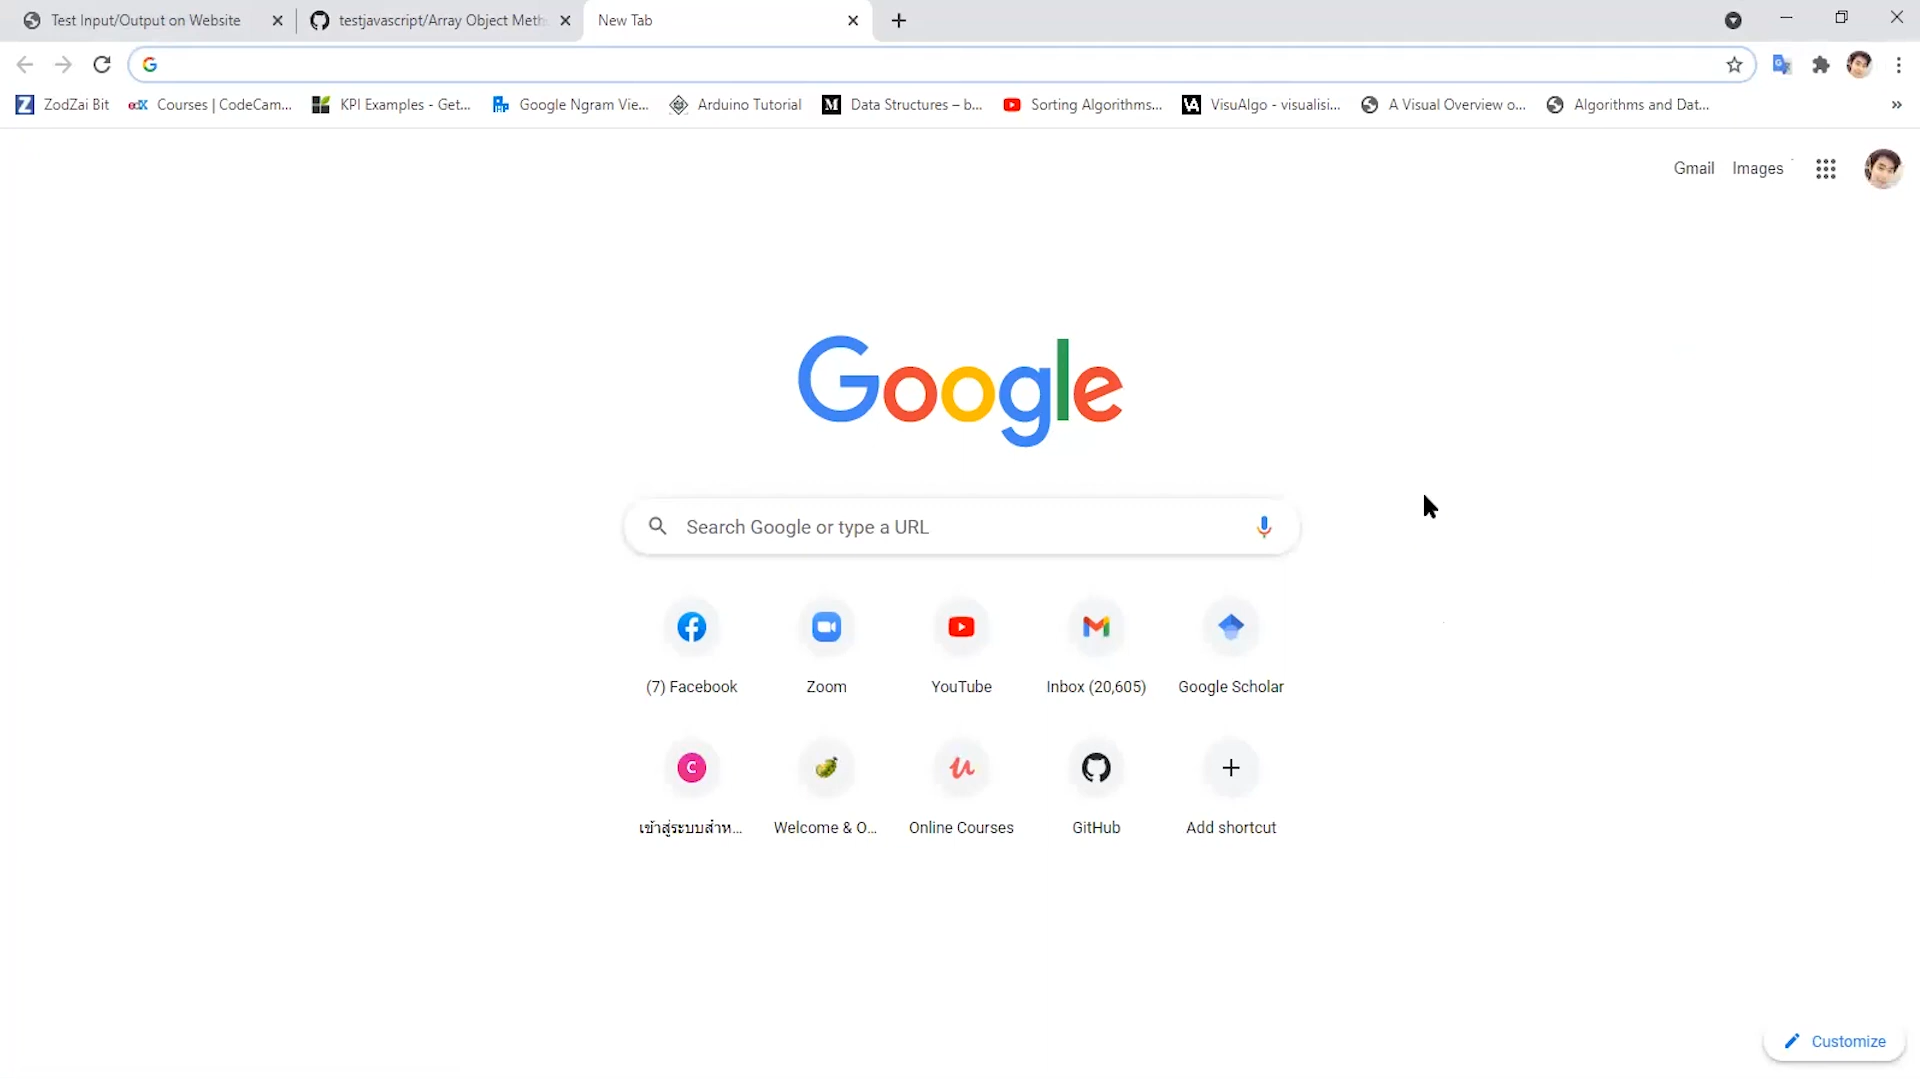 Test Input/Output on Website
testjavascript/Array Object Meth
New Tab
ZodZai Bit
Courses | CodeCam...
KPI Examples - Get...
Google Ngram Vie...
Arduino Tutorial
Data Structures – b...
Sorting Algorithms...
VisuAlgo - visualisi...
A Visual Overview o...
Algorithms and Dat...
Gmail
Images
Google
Search Google or type a URL
(7) Facebook
Zoom
YouTube
Inbox (20,605)
Google Scholar
เข้าสู่ระบบสำห...
Welcome & O...
Online Courses
GitHub
Add shortcut
Customize